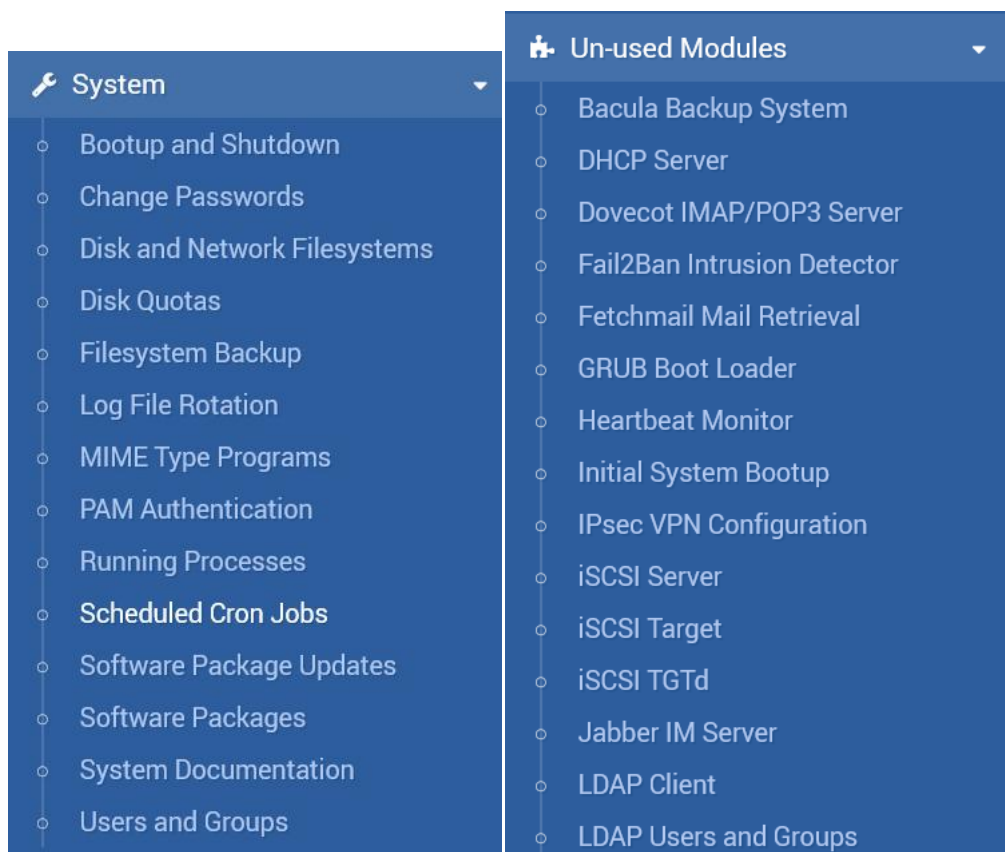 System
Bootup and Shutdown
Change Passwords
Disk and Network Filesystems
Disk Quotas
Filesystem Backup
Log File Rotation
MIME Type Programs
PAM Authentication
Running Processes
Scheduled Cron Jobs
Software Package Updates
Software Packages
System Documentation
Users and Groups
Un-used Modules
Bacula Backup System
DHCP Server
Dovecot IMAP/POP3 Server
Fail2Ban Intrusion Detector
Fetchmail Mail Retrieval
GRUB Boot Loader
Heartbeat Monitor
Initial System Bootup
IPsec VPN Configuration
iSCSI Server
iSCSI Target
iSCSI TGTd
Jabber IM Server
LDAP Client
LDAP Users and Groups